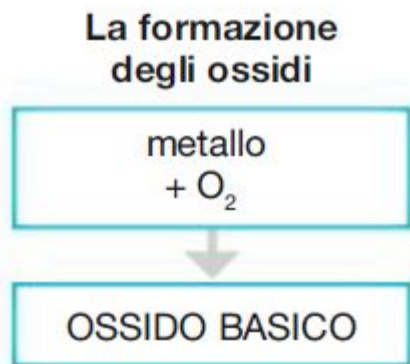 La formazione
degli ossidi
metallo
+ O₂
OSSIDO BASICO